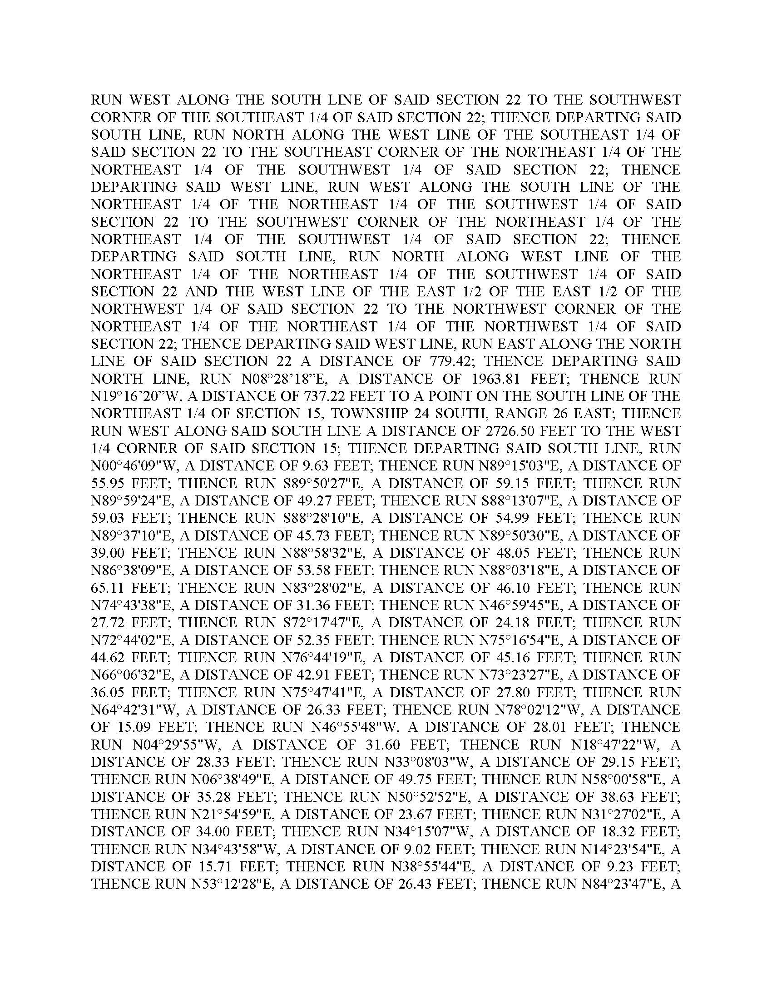 RUN WEST ALONG THE SOUTH LINE OF SAID SECTION 22 TO THE SOUTHWEST
CORNER OF THE SOUTHEAST 1/4 OF SAID SECTION 22; THENCE DEPARTING SAID
SOUTH LINE, RUN NORTH ALONG THE WEST LINE OF THE SOUTHEAST 1/4 OF
SAID SECTION 22 TO THE SOUTHEAST CORNER OF THE NORTHEAST 1/4 OF THE
NORTHEAST 1/4 OF THE SOUTHWEST 1/4 OF SAID SECTION 22; THENCE
DEPARTING SAID WEST LINE, RUN WEST ALONG THE SOUTH LINE OF THE
NORTHEAST 1/4 OF THE NORTHEAST 1/4 OF THE SOUTHWEST 1/4 OF SAID
SECTION 22 TO THE SOUTHWEST CORNER OF THE NORTHEAST 1/4 OF THE
NORTHEAST 1/4 OF THE SOUTHWEST 1/4 OF SAID SECTION 22; THENCE
DEPARTING SAID SOUTH LINE, RUN NORTH ALONG WEST LINE OF THE
NORTHEAST 1/4 OF THE NORTHEAST 1/4 OF THE SOUTHWEST 1/4 OF SAID
SECTION 22 AND THE WEST LINE OF THE EAST 1/2 OF THE EAST 1/2 OF THE
NORTHWEST 1/4 OF SAID SECTION 22 TO THE NORTHWEST CORNER OF THE
NORTHEAST 1/4 OF THE NORTHEAST 1/4 OF THE NORTHWEST 1/4 OF SAID
SECTION 22; THENCE DEPARTING SAID WEST LINE, RUN EAST ALONG THE NORTH
LINE OF SAID SECTION 22 A DISTANCE OF 779.42; THENCE DEPARTING SAID
NORTH LINE, RUN N08°28’18”E, A DISTANCE OF 1963.81 FEET; THENCE RUN
N19°16’20”W, A DISTANCE OF 737.22 FEET TO A POINT ON THE SOUTH LINE OF THE
NORTHEAST 1/4 OF SECTION 15, TOWNSHIP 24 SOUTH, RANGE 26 EAST; THENCE
RUN WEST ALONG SAID SOUTH LINE A DISTANCE OF 2726.50 FEET TO THE WEST
1/4 CORNER OF SAID SECTION 15; THENCE DEPARTING SAID SOUTH LINE, RUN
N00°46'09"W, A DISTANCE OF 9.63 FEET; THENCE RUN N89°15'03"E, A DISTANCE OF
55.95 FEET; THENCE RUN S89°50'27"E, A DISTANCE OF 59.15 FEET; THENCE RUN
N89°59'24"E, A DISTANCE OF 49.27 FEET; THENCE RUN S88°13'07"E, A DISTANCE OF
59.03 FEET; THENCE RUN S88°28'10"E, A DISTANCE OF 54.99 FEET; THENCE RUN
N89°37'10"E, A DISTANCE OF 45.73 FEET; THENCE RUN N89°50'30"E, A DISTANCE OF
39.00 FEET; THENCE RUN N88°58'32"E, A DISTANCE OF 48.05 FEET; THENCE RUN
N86°38'09"E, A DISTANCE OF 53.58 FEET; THENCE RUN N88°03'18"E, A DISTANCE OF
65.11 FEET; THENCE RUN N83°28'02"E, A DISTANCE OF 46.10 FEET; THENCE RUN
N74°43'38"E, A DISTANCE OF 31.36 FEET; THENCE RUN N46°59'45"E, A DISTANCE OF
27.72 FEET; THENCE RUN S72°17'47"E, A DISTANCE OF 24.18 FEET; THENCE RUN
N72°44'02"E, A DISTANCE OF 52.35 FEET; THENCE RUN N75°16'54"E, A DISTANCE OF
44.62 FEET; THENCE RUN N76°44'19"E, A DISTANCE OF 45.16 FEET; THENCE RUN
N66°06'32"E, A DISTANCE OF 42.91 FEET; THENCE RUN N73°23'27"E, A DISTANCE OF
36.05 FEET; THENCE RUN N75°47'41"E, A DISTANCE OF 27.80 FEET; THENCE RUN
N64°42'31"W, A DISTANCE OF 26.33 FEET; THENCE RUN N78°02'12"W, A DISTANCE
OF 15.09 FEET; THENCE RUN N46°55'48"W, A DISTANCE OF 28.01 FEET; THENCE
RUN N04°29'55"W, A DISTANCE OF 31.60 FEET; THENCE RUN N18°47'22"W, A
DISTANCE OF 28.33 FEET; THENCE RUN N33°08'03"W, A DISTANCE OF 29.15 FEET;
THENCE RUN N06°38'49"E, A DISTANCE OF 49.75 FEET; THENCE RUN N58°00'58"E, A
DISTANCE OF 35.28 FEET; THENCE RUN N50°52'52"E, A DISTANCE OF 38.63 FEET;
THENCE RUN N21°54'59"E, A DISTANCE OF 23.67 FEET; THENCE RUN N31°27'02"E, A
DISTANCE OF 34.00 FEET; THENCE RUN N34°15'07"W, A DISTANCE OF 18.32 FEET;
THENCE RUN N34°43'58"W, A DISTANCE OF 9.02 FEET; THENCE RUN N14°23'54"E, A
DISTANCE OF 15.71 FEET; THENCE RUN N38°55'44"E, A DISTANCE OF 9.23 FEET;
THENCE RUN N53°12'28"E, A DISTANCE OF 26.43 FEET; THENCE RUN N84°23'47"E, A